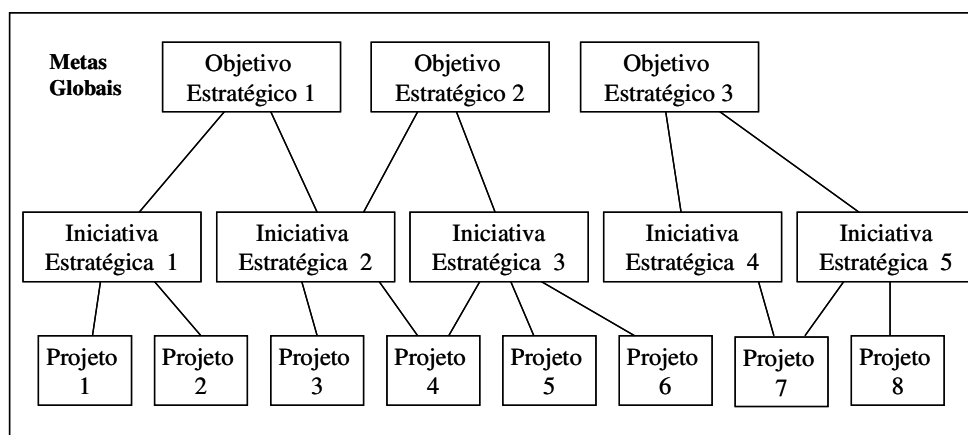 Metas
Globais
Objetivo
Estratégico 1
Objetivo
Estratégico 2
Objetivo
Estratégico 3
Iniciativa
Estratégica 1
Iniciativa
Estratégica 2
Iniciativa
Estratégica 3
Iniciativa
Estratégica 4
Iniciativa
Estratégica 5
Projeto
1
Projeto
2
Projeto
3
Projeto
4
Projeto
5
Projeto
6
Projeto
7
Projeto
8